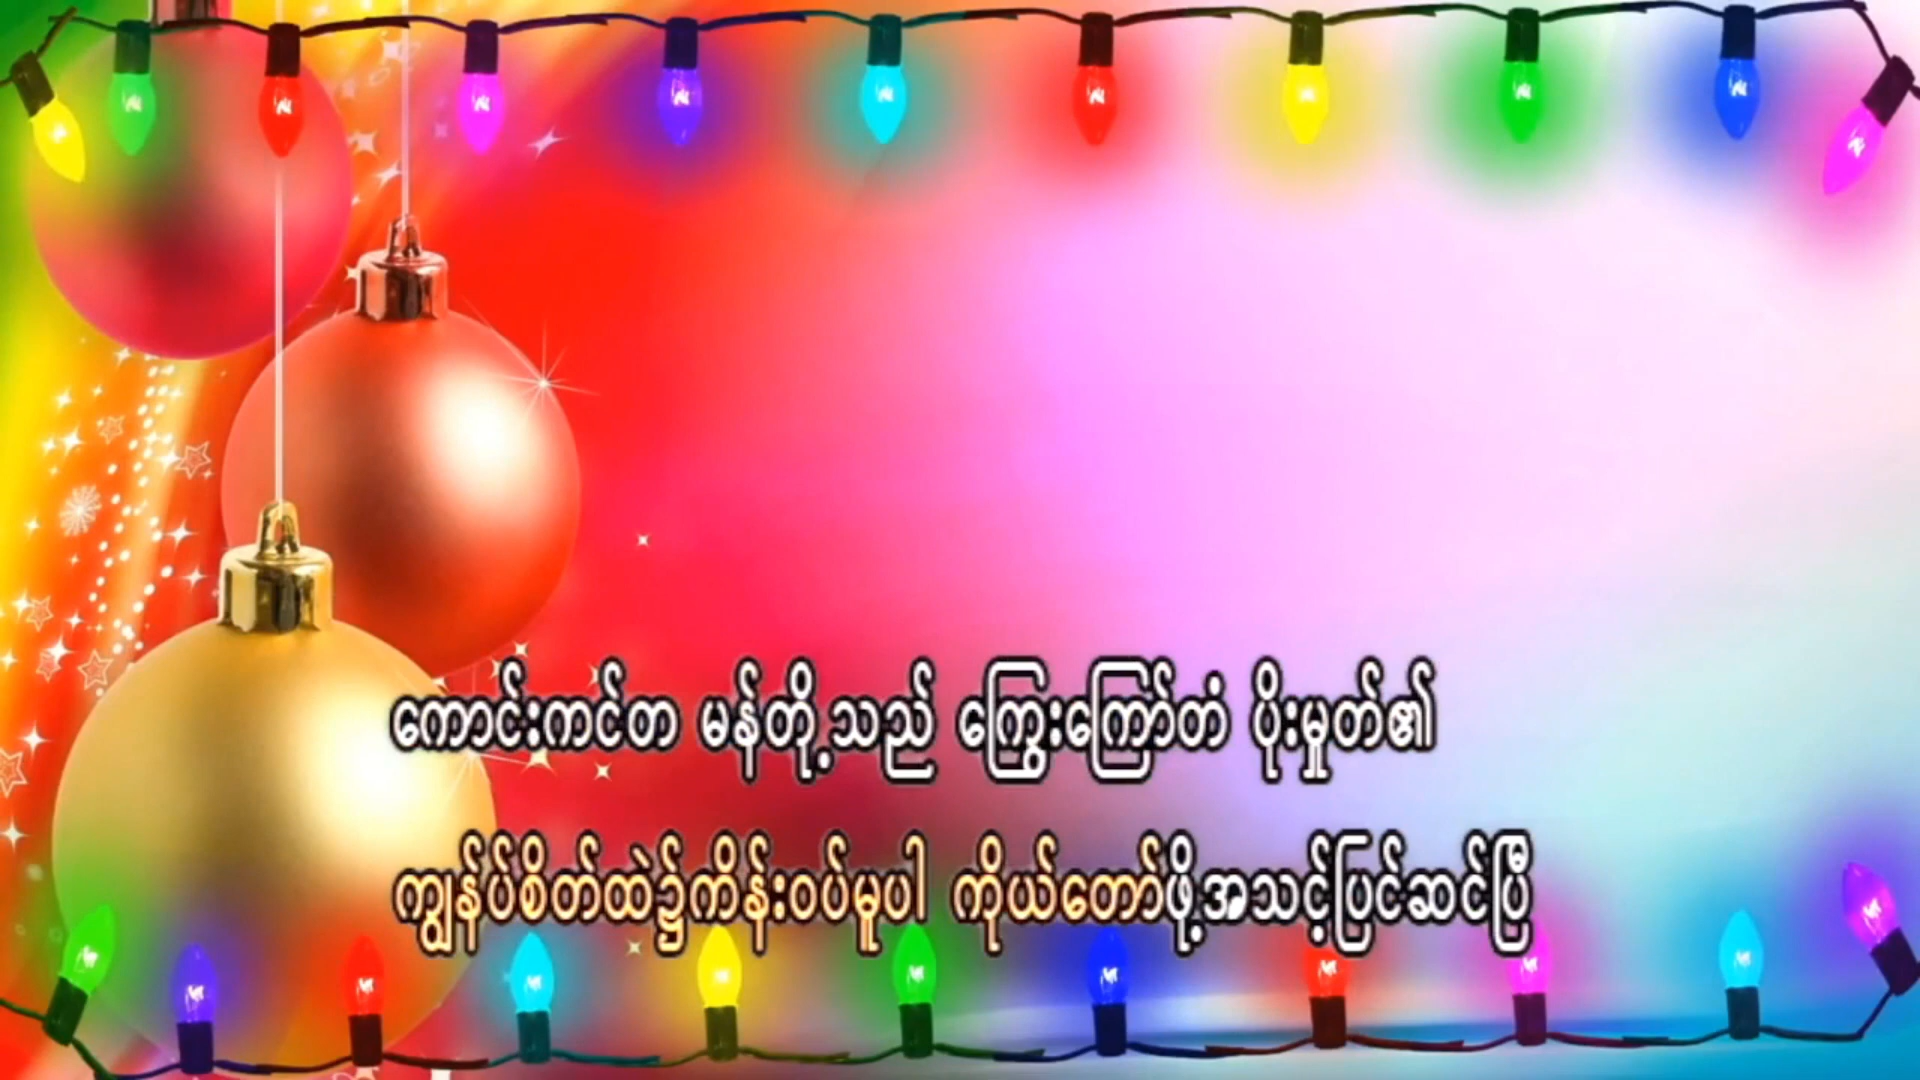 ကောင်းကင်တ မန်တို့သည် ကြွေးကြော်တံ ပိုးမှုတ်၏
ကျွန်ုပ်စိတ်ထဲ၌ကိန်းဝပ်မူပါ ကိုယ်တော်ဖို့အသင့်ပြင်ဆင်ပြီ